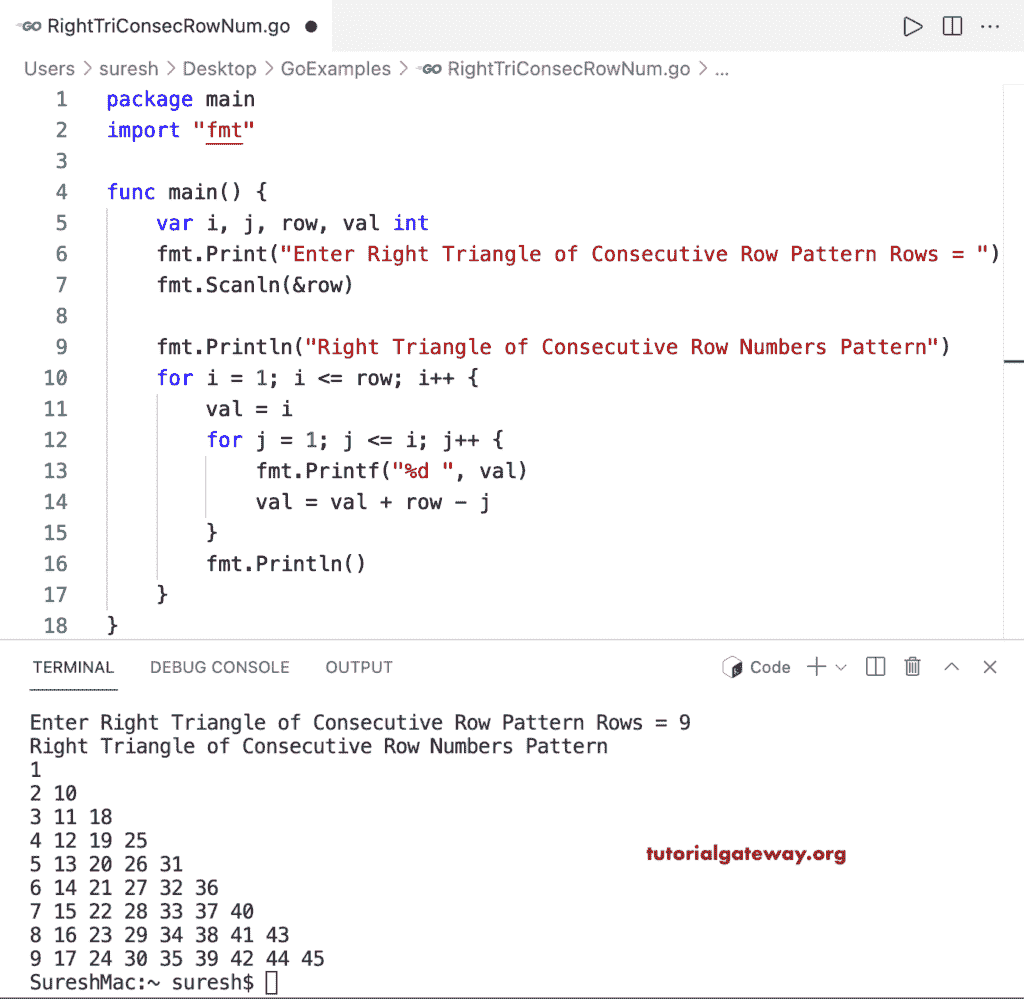 GO RightTriConsecRowNum.go
Users > suresh > Desktop > GoExamples > GO RightTriConsecRowNum.go > ...
1 package main
2 import "fmt"
3
4 func main() {
5 var i, j, row, val int
6 fmt.Print("Enter Right Triangle of Consecutive Row Pattern Rows = ")
7 fmt.Scanln(&row)
8
9 fmt.Println("Right Triangle of Consecutive Row Numbers Pattern")
10 for i = 1; i <= row; i++ {
11 val = i
12 for j = 1; j <= i; j++ {
13 fmt.Printf("%d ", val)
14 val = val + row - j
15 }
16 fmt.Println()
17 }
18 }
TERMINAL DEBUG CONSOLE OUTPUT Code
Enter Right Triangle of Consecutive Row Pattern Rows = 9
Right Triangle of Consecutive Row Numbers Pattern
1
2 10
3 11 18
4 12 19 25
5 13 20 26 31
6 14 21 27 32 36
7 15 22 28 33 37 40
8 16 23 29 34 38 41 43
9 17 24 30 35 39 42 44 45
SureshMac:~ suresh$
tutorialgateway.org